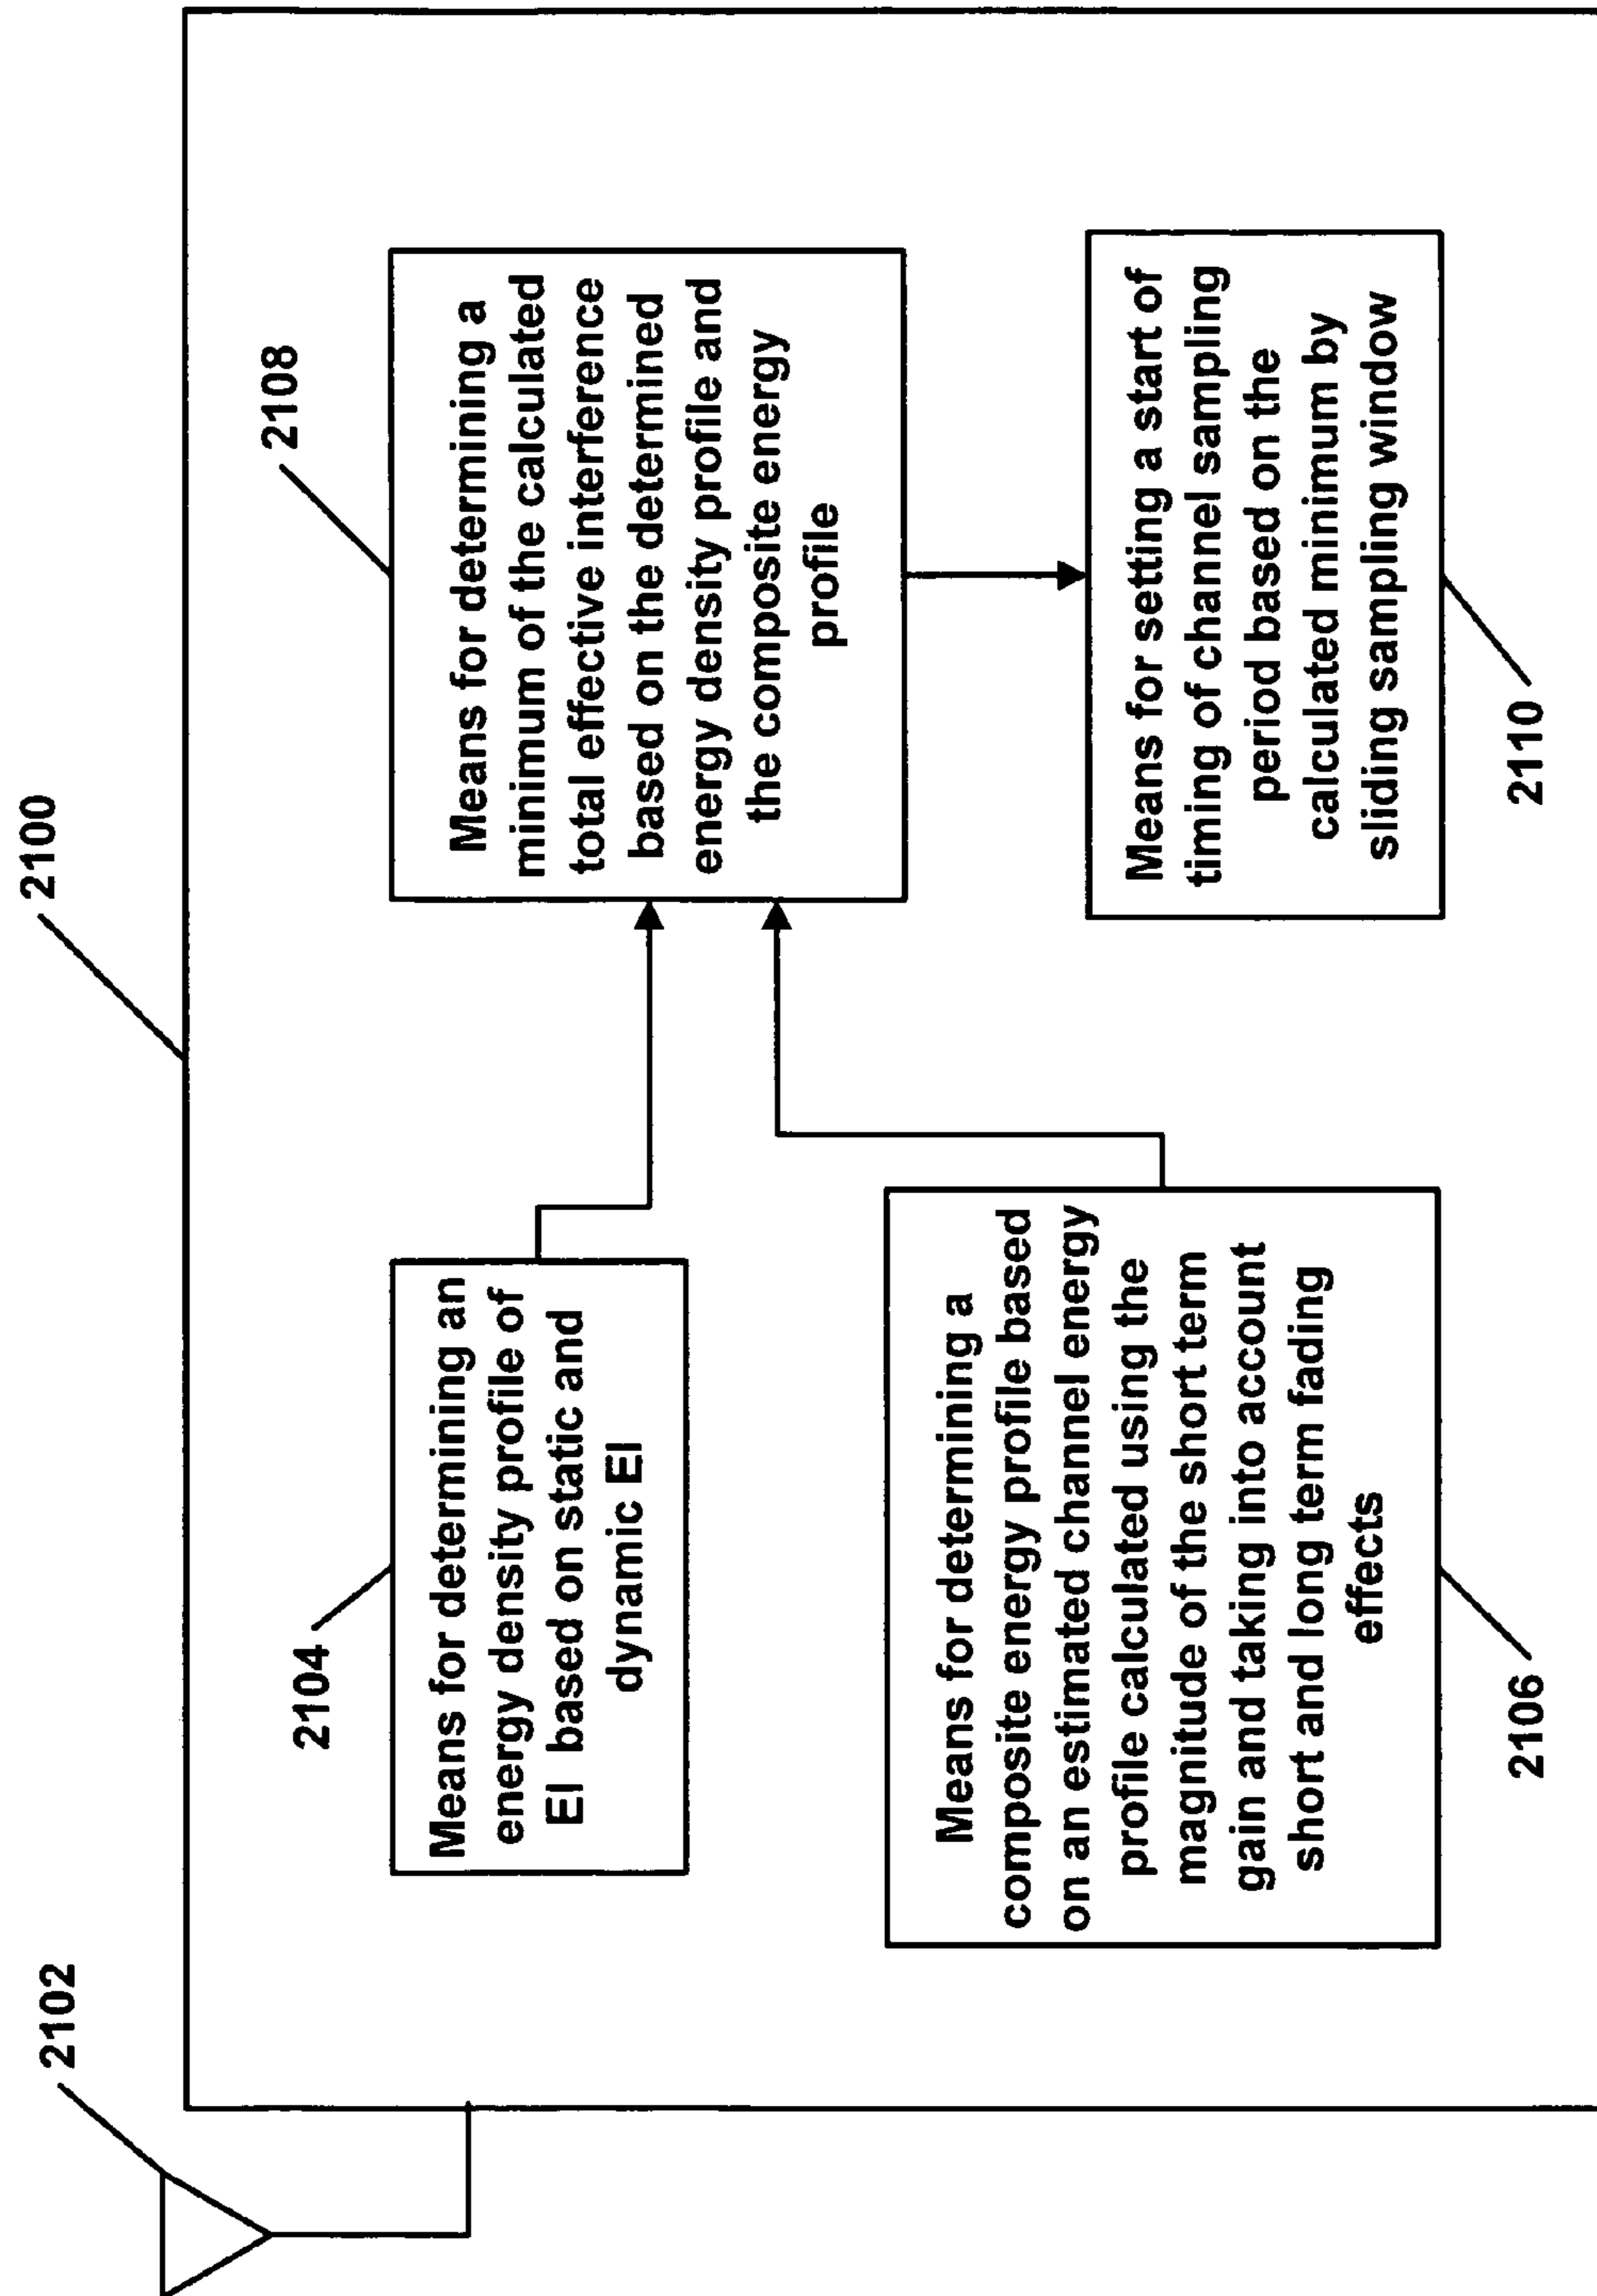 2100
2102
2104
Means for determining an
energy density profile of
EI based on static and
dynamic EI
2108
Means for determining a
minimum of the calculated
total effective interference
based on the determined
energy density profile and
the composite energy
profile
Means for determining a
composite energy profile based
on an estimated channel energy
profile calculated using the
magnitude of the short term
gain and taking into account
short and long term fading
effects
2106
Means for setting a start of
timing of channel sampling
period based on the
calculated minimum by
sliding sampling window
2110